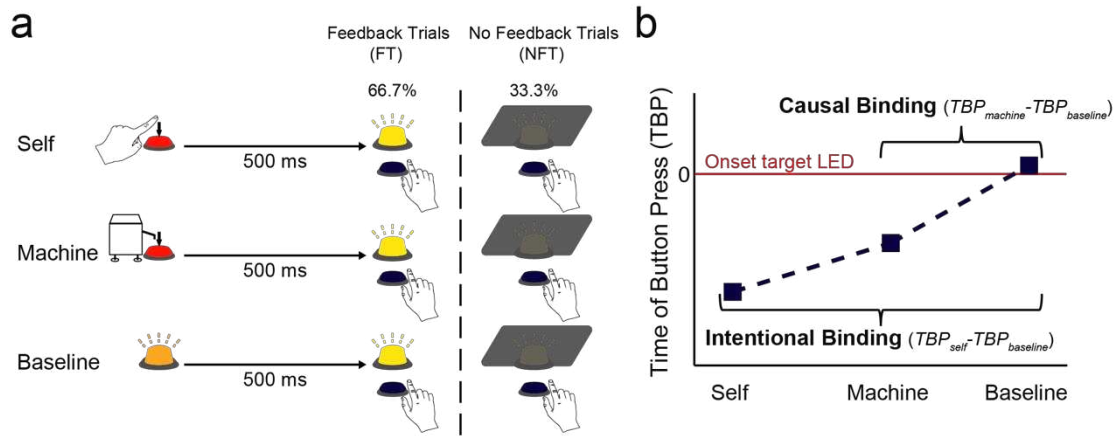 a
Feedback Trials
(FT)
No Feedback Trials
(NFT)
66.7%
33.3%
Self
500 ms
Machine
500 ms
Baseline
500 ms
b
Time of Button Press (TBP)
Causal Binding (TBPmachine-TBPbaseline)
Onset target LED
0
Intentional Binding (TBPself-TBPbaseline)
Self
Machine
Baseline